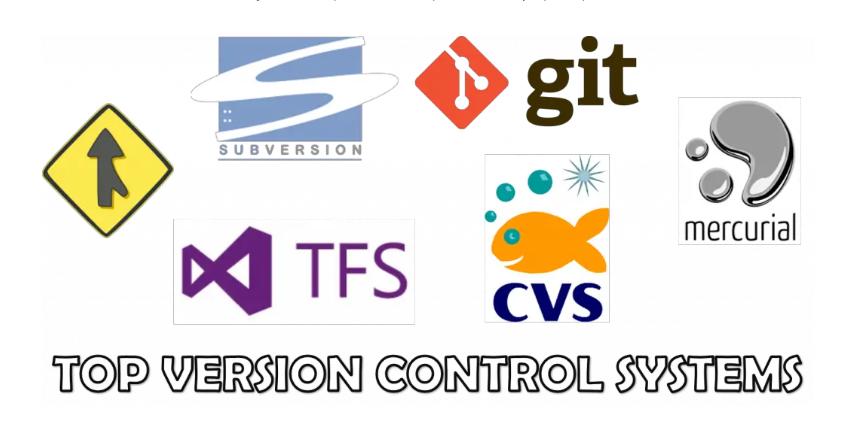 SUBVERSION
git
mercurial
TFS
CVS
TOP VERSION CONTROL SYSTEMS